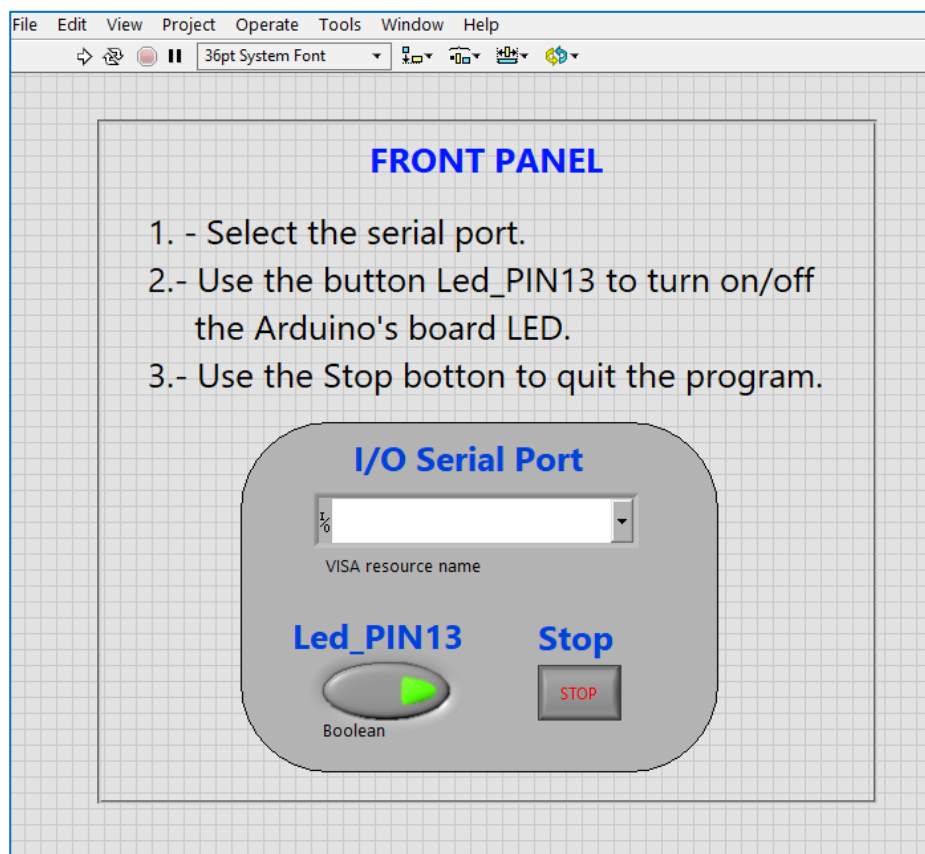 File Edit View Project Operate Tools Window Help
36pt System Font
FRONT PANEL
1. - Select the serial port.
2.- Use the button Led_PIN13 to turn on/off
the Arduino's board LED.
3.- Use the Stop botton to quit the program.
I/O Serial Port
I/O
VISA resource name
Led_PIN13 Stop
STOP
Boolean